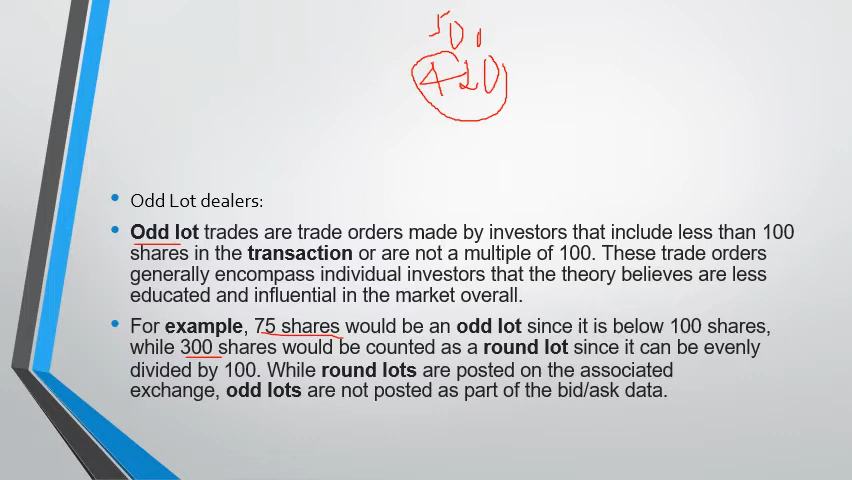 500
420
Odd Lot dealers:
Odd lot trades are trade orders made by investors that include less than 100
shares in the transaction or are not a multiple of 100. These trade orders
generally encompass individual investors that the theory believes are less
educated and influential in the market overall.
For example, 75 shares would be an odd lot since it is below 100 shares,
while 300 shares would be counted as a round lot since it can be evenly
divided by 100. While round lots are posted on the associated
exchange, odd lots are not posted as part of the bid/ask data.